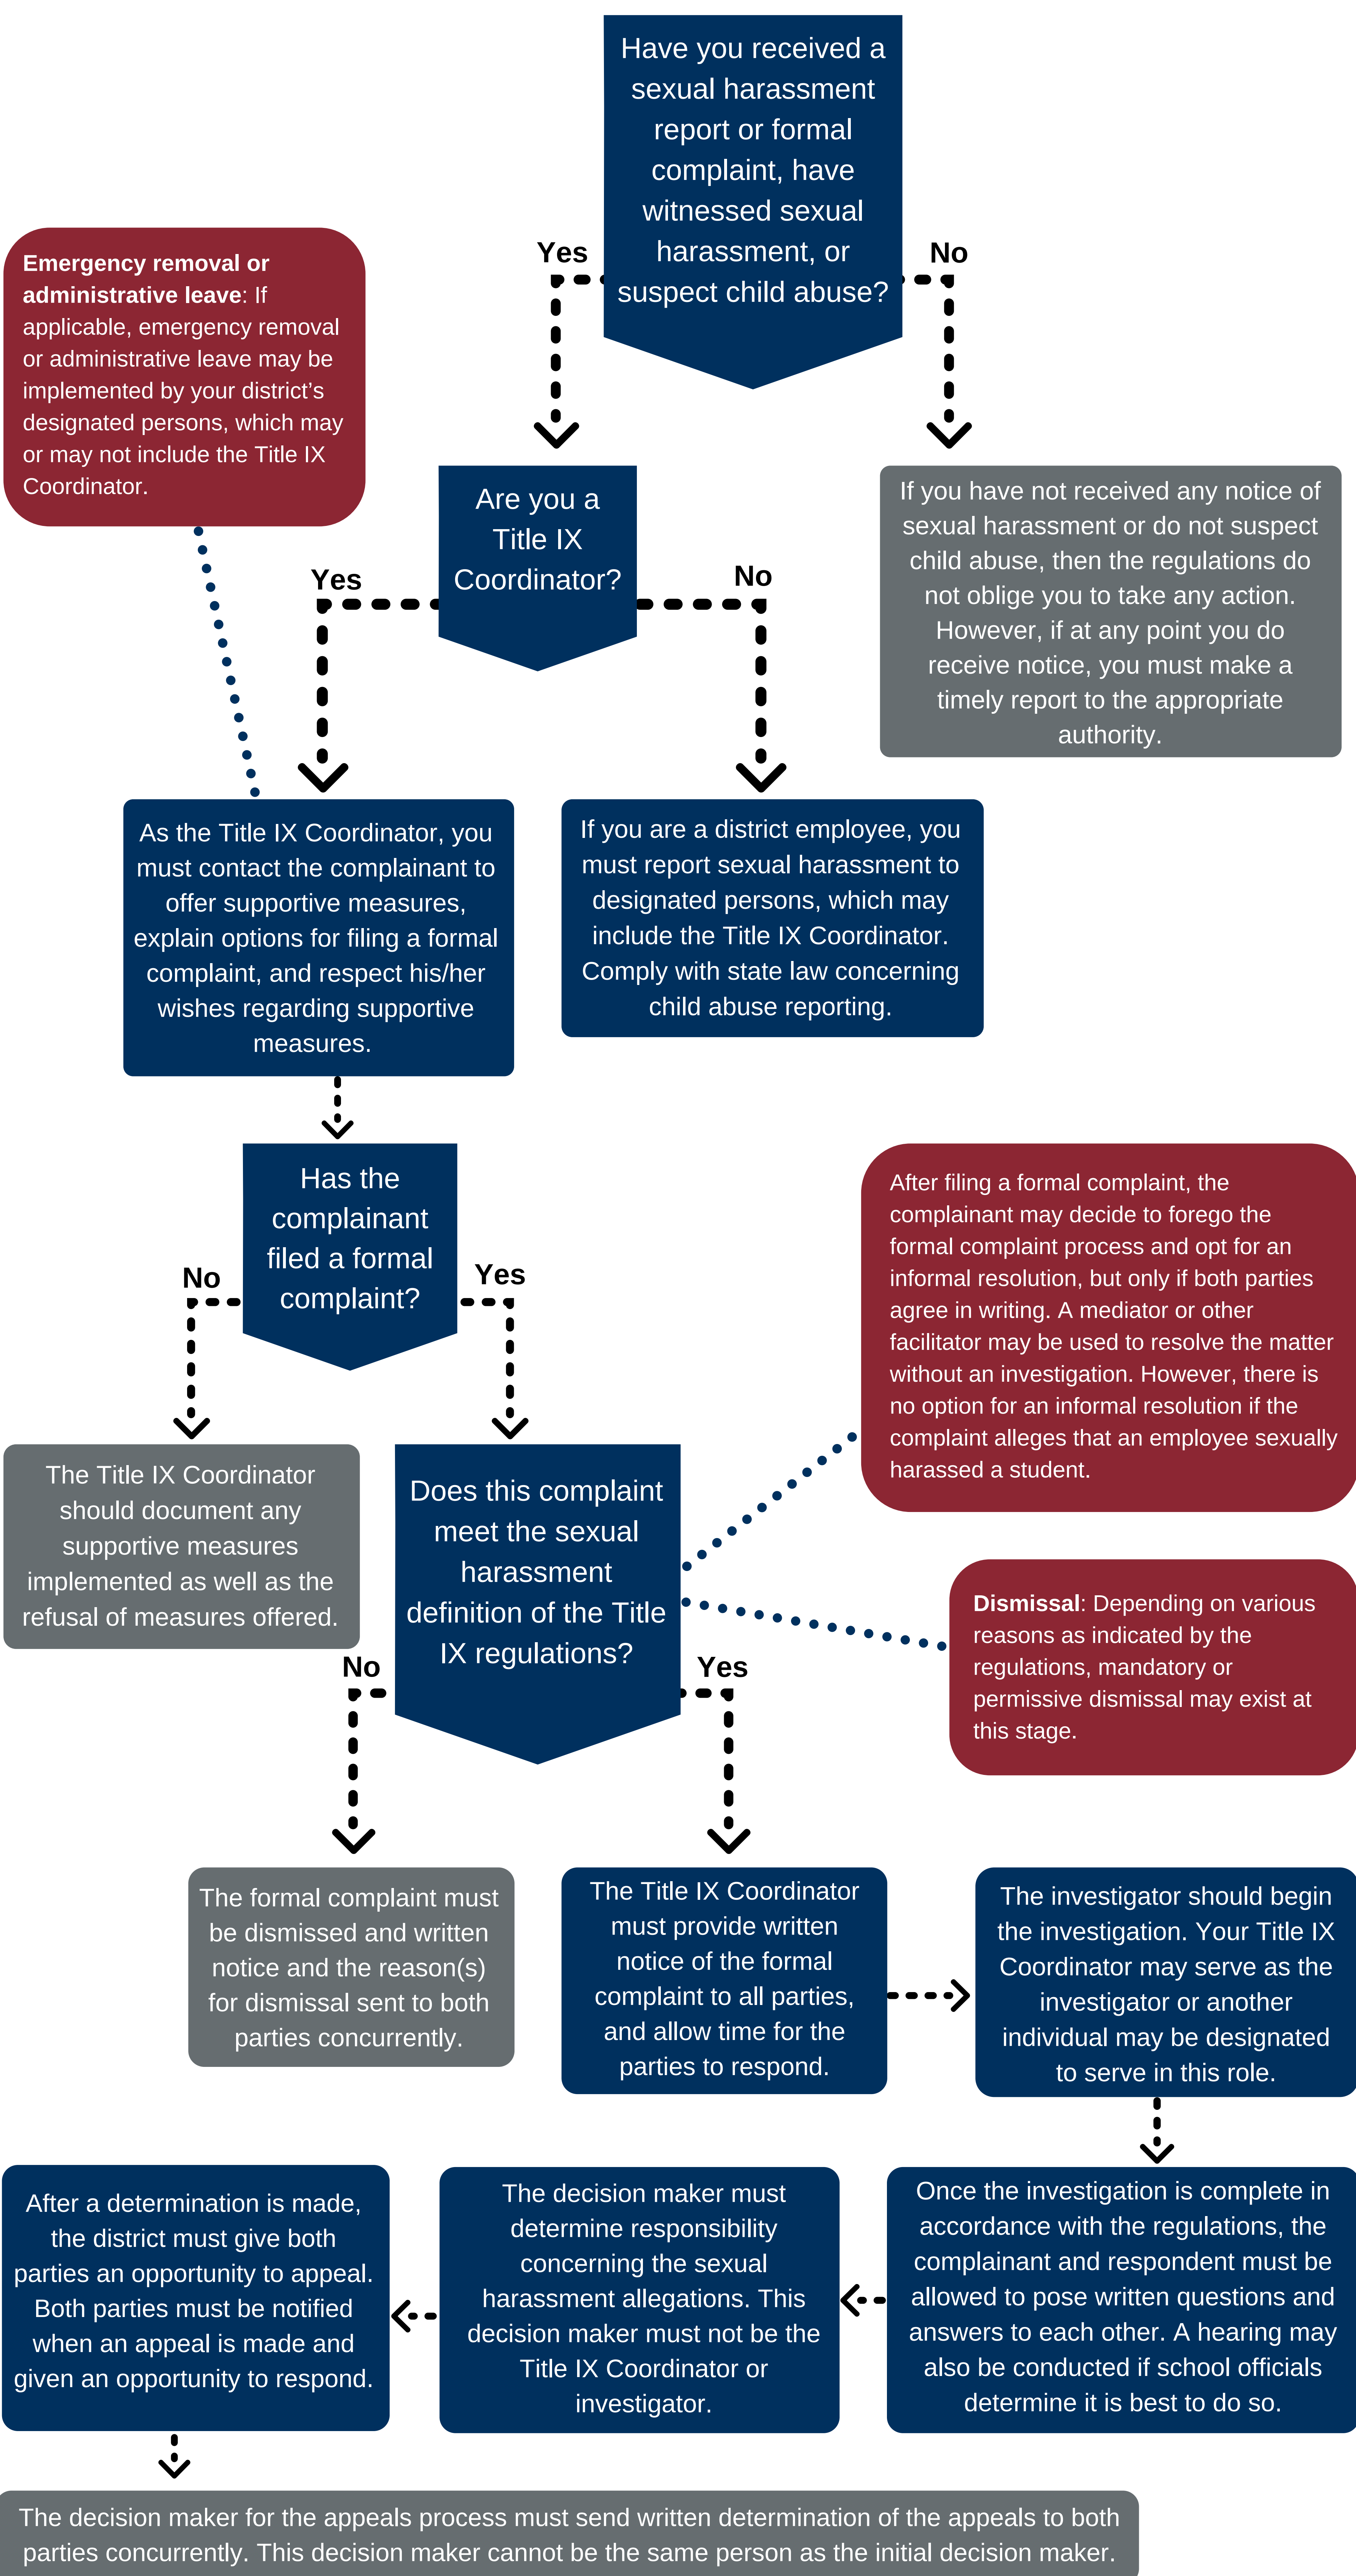 Have you received a
sexual harassment
report or formal
complaint, have
witnessed sexual
harassment, or
suspect child abuse?
Yes
No
Emergency removal or
administrative leave: If
applicable, emergency removal
or administrative leave may be
implemented by your district’s
designated persons, which may
or may not include the Title IX
Coordinator.
Are you a
Title IX
Coordinator?
Yes
No
If you have not received any notice of
sexual harassment or do not suspect
child abuse, then the regulations do
not oblige you to take any action.
However, if at any point you do
receive notice, you must make a
timely report to the appropriate
authority.
As the Title IX Coordinator, you
must contact the complainant to
offer supportive measures,
explain options for filing a formal
complaint, and respect his/her
wishes regarding supportive
measures.
If you are a district employee, you
must report sexual harassment to
designated persons, which may
include the Title IX Coordinator.
Comply with state law concerning
child abuse reporting.
Has the
complainant
filed a formal
complaint?
No
Yes
After filing a formal complaint, the
complainant may decide to forego the
formal complaint process and opt for an
informal resolution, but only if both parties
agree in writing. A mediator or other
facilitator may be used to resolve the matter
without an investigation. However, there is
no option for an informal resolution if the
complaint alleges that an employee sexually
harassed a student.
The Title IX Coordinator
should document any
supportive measures
implemented as well as the
refusal of measures offered.
Does this complaint
meet the sexual
harassment
definition of the Title
IX regulations?
No
Yes
Dismissal: Depending on various
reasons as indicated by the
regulations, mandatory or
permissive dismissal may exist at
this stage.
The formal complaint must
be dismissed and written
notice and the reason(s)
for dismissal sent to both
parties concurrently.
The Title IX Coordinator
must provide written
notice of the formal
complaint to all parties,
and allow time for the
parties to respond.
The investigator should begin
the investigation. Your Title IX
Coordinator may serve as the
investigator or another
individual may be designated
to serve in this role.
Once the investigation is complete in
accordance with the regulations, the
complainant and respondent must be
allowed to pose written questions and
answers to each other. A hearing may
also be conducted if school officials
determine it is best to do so.
The decision maker must
determine responsibility
concerning the sexual
harassment allegations. This
decision maker must not be the
Title IX Coordinator or
investigator.
After a determination is made,
the district must give both
parties an opportunity to appeal.
Both parties must be notified
when an appeal is made and
given an opportunity to respond.
The decision maker for the appeals process must send written determination of the appeals to both
parties concurrently. This decision maker cannot be the same person as the initial decision maker.